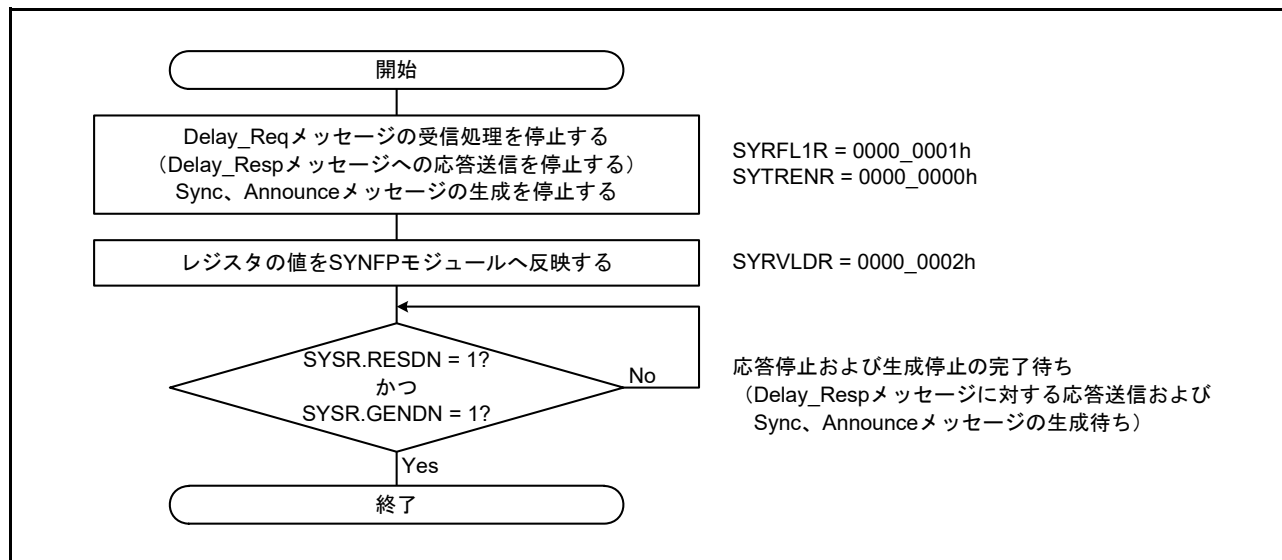 開始
Delay_Reqメッセージの受信処理を停止する
（Delay_Respメッセージへの応答送信を停止する）
Sync、Announceメッセージの生成を停止する
SYRFL1R = 0000_0001h
SYTRENR = 0000_0000h
レジスタの値をSYNFPモジュールへ反映する
SYRVLDR = 0000_0002h
SYSR.RESDN = 1?
かつ
SYSR.GENDN = 1?
No
応答停止および生成停止の完了待ち
（Delay_Respメッセージに対する応答送信および
Sync、Announceメッセージの生成待ち）
Yes
終了